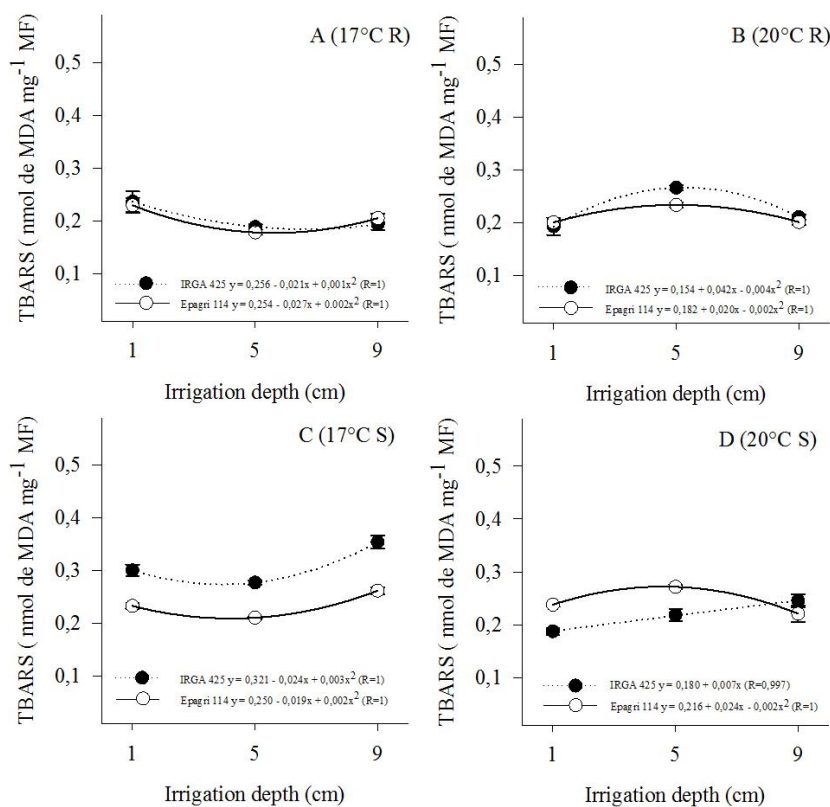 A (17°C R)
TBARS ( nmol de MDA mg⁻¹ MF)
0,5
0,4
0,3
0,2
0,1
IRGA 425 y = 0,256 - 0,021x + 0,001x² (R=1)
Epagri 114 y = 0,254 - 0,027x + 0.002x² (R=1)
1 5 9
Irrigation depth (cm)
B (20°C R)
TBARS ( nmol de MDA mg⁻¹ MF)
0,5
0,4
0,3
0,2
0,1
IRGA 425 y = 0,154 + 0,042x - 0,004x² (R=1)
Epagri 114 y = 0,182 + 0,020x - 0,002x² (R=1)
1 5 9
Irrigation depth (cm)
C (17°C S)
TBARS ( nmol de MDA mg⁻¹ MF)
0,5
0,4
0,3
0,2
0,1
IRGA 425 y = 0,321 - 0,024x + 0,003x² (R=1)
Epagri 114 y = 0,250 - 0,019x + 0,002x² (R=1)
1 5 9
Irrigation depth (cm)
D (20°C S)
TBARS ( nmol de MDA mg⁻¹ MF)
0,5
0,4
0,3
0,2
0,1
IRGA 425 y = 0,180 + 0,007x (R=0,997)
Epagri 114 y = 0,216 + 0,024x - 0,002x² (R=1)
1 5 9
Irrigation depth (cm)